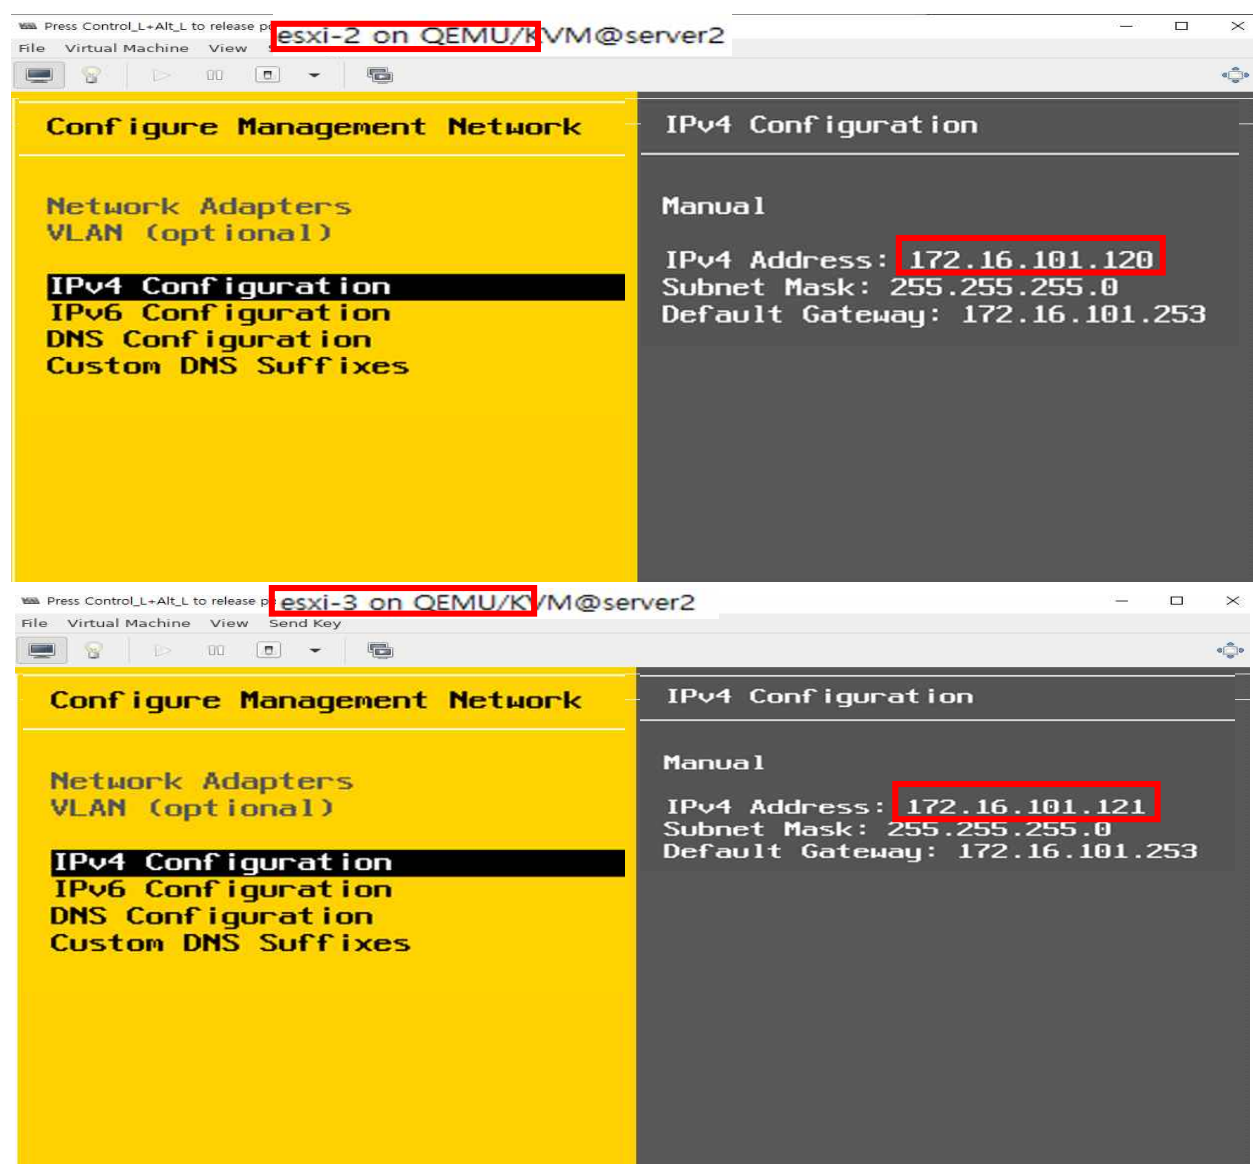 Press Control_L+Alt_L to release p esxi-2 on QEMU/KVM@server2
File Virtual Machine View
Configure Management Network
Network Adapters
VLAN (optional)
IPv4 Configuration
IPv6 Configuration
DNS Configuration
Custom DNS Suffixes
IPv4 Configuration
Manual
IPv4 Address: 172.16.101.120
Subnet Mask: 255.255.255.0
Default Gateway: 172.16.101.253
Press Control_L+Alt_L to release p esxi-3 on QEMU/KVM@server2
File Virtual Machine View Send Key
Configure Management Network
Network Adapters
VLAN (optional)
IPv4 Configuration
IPv6 Configuration
DNS Configuration
Custom DNS Suffixes
IPv4 Configuration
Manual
IPv4 Address: 172.16.101.121
Subnet Mask: 255.255.255.0
Default Gateway: 172.16.101.253